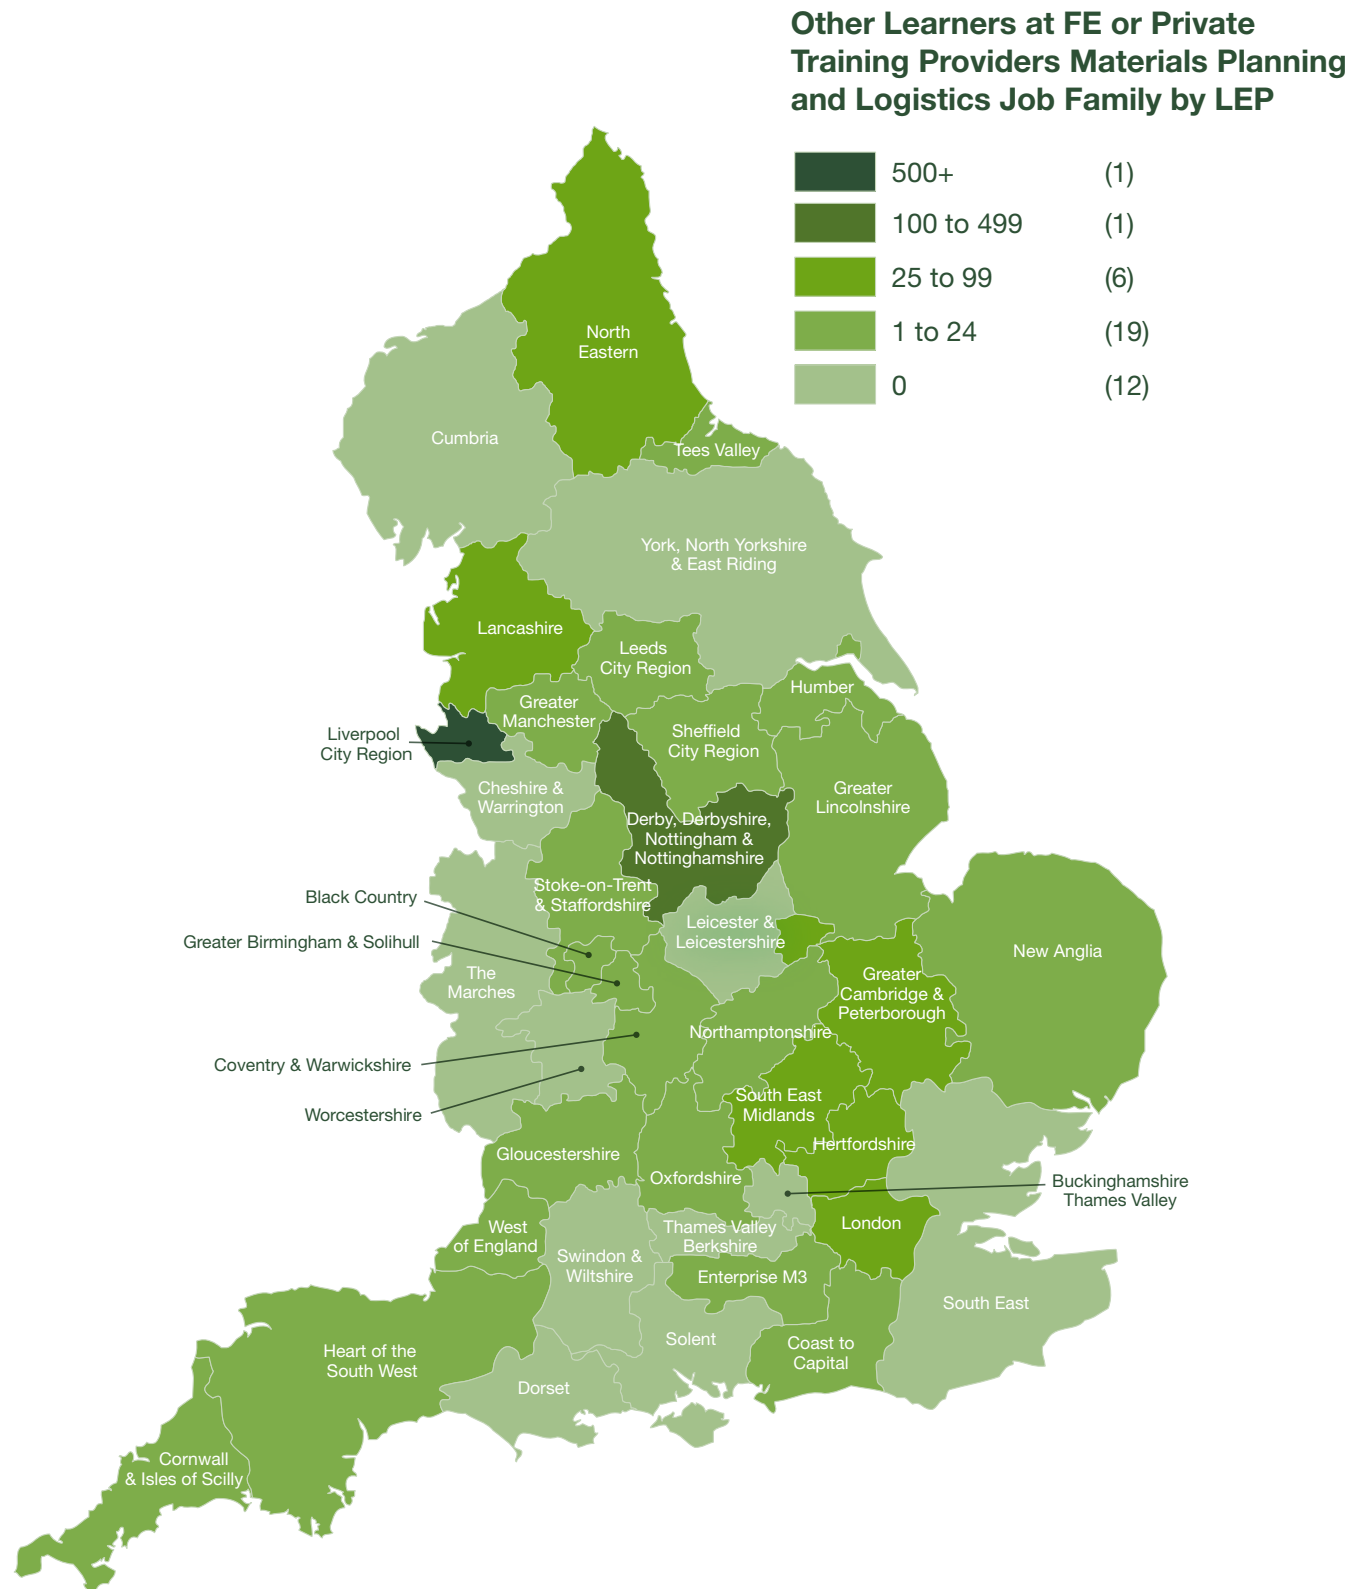 Other Learners at FE or Private
Training Providers Materials Planning
and Logistics Job Family by LEP
500+ (1)
100 to 499 (1)
25 to 99 (6)
1 to 24 (19)
0 (12)
North
Eastern
Cumbria
Tees Valley
York, North Yorkshire
& East Riding
Lancashire
Leeds
City Region
Humber
Greater
Manchester
Liverpool
City Region
Sheffield
City Region
Cheshire &
Warrington
Greater
Lincolnshire
Derby, Derbyshire,
Nottingham &
Nottinghamshire
Stoke-on-Trent
& Staffordshire
Black Country
Leicester &
Leicestershire
Greater Birmingham & Solihull
New Anglia
The
Marches
Greater
Cambridge &
Peterborough
Northamptonshire
Coventry & Warwickshire
Worcestershire
South East
Midlands
Hertfordshire
Gloucestershire
Oxfordshire
Buckinghamshire
Thames Valley
West
of England
Thames Valley
Berkshire
London
Swindon &
Wiltshire
Enterprise M3
South East
Solent
Coast to
Capital
Heart of the
South West
Dorset
Cornwall
& Isles of Scilly